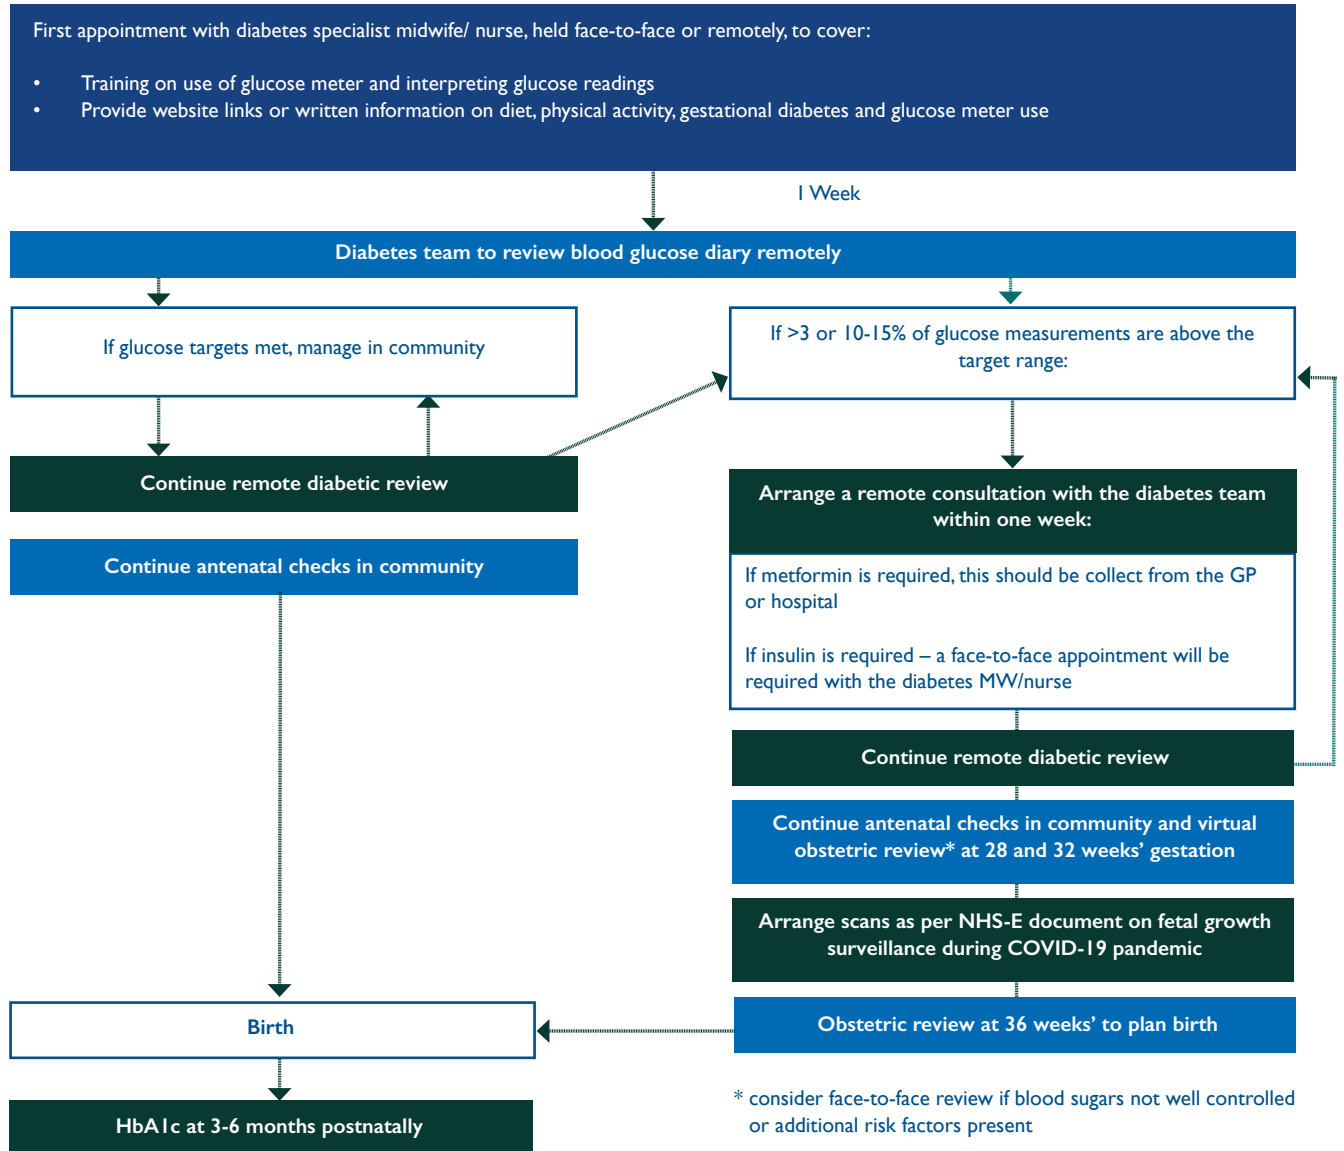 First appointment with diabetes specialist midwife/ nurse, held face-to-face or remotely, to cover:
• Training on use of glucose meter and interpreting glucose readings
• Provide website links or written information on diet, physical activity, gestational diabetes and glucose meter use
1 Week
Diabetes team to review blood glucose diary remotely
If glucose targets met, manage in community
Continue remote diabetic review
Continue antenatal checks in community
If >3 or 10-15% of glucose measurements are above the
target range:
Arrange a remote consultation with the diabetes team
within one week:
If metformin is required, this should be collect from the GP
or hospital
If insulin is required – a face-to-face appointment will be
required with the diabetes MW/nurse
Continue remote diabetic review
Continue antenatal checks in community and virtual
obstetric review* at 28 and 32 weeks’ gestation
Arrange scans as per NHS-E document on fetal growth
surveillance during COVID-19 pandemic
Obstetric review at 36 weeks’ to plan birth
Birth
HbA1c at 3-6 months postnatally
* consider face-to-face review if blood sugars not well controlled
or additional risk factors present